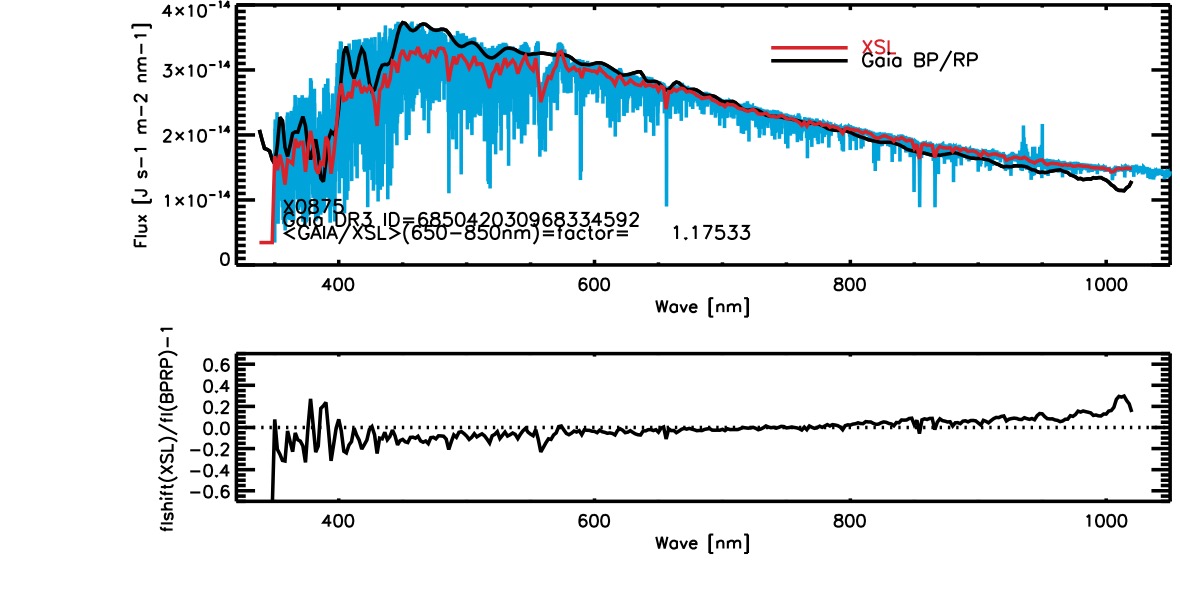 4×10−14
3×10−14
2×10−14
1×10−14
0
Flux [J s−1 m−2 nm−1]
XSL
Gaia BP/RP
X0875
Gaia DR3 ID=685042030968334592
<GAIA/XSL>(650−850nm)=factor= 1.17533
400 600 800 1000
Wave [nm]
0.6
0.4
0.2
0.0
−0.2
−0.4
−0.6
flshift(XSL)/fl(BPRP)−1
400 600 800 1000
Wave [nm]